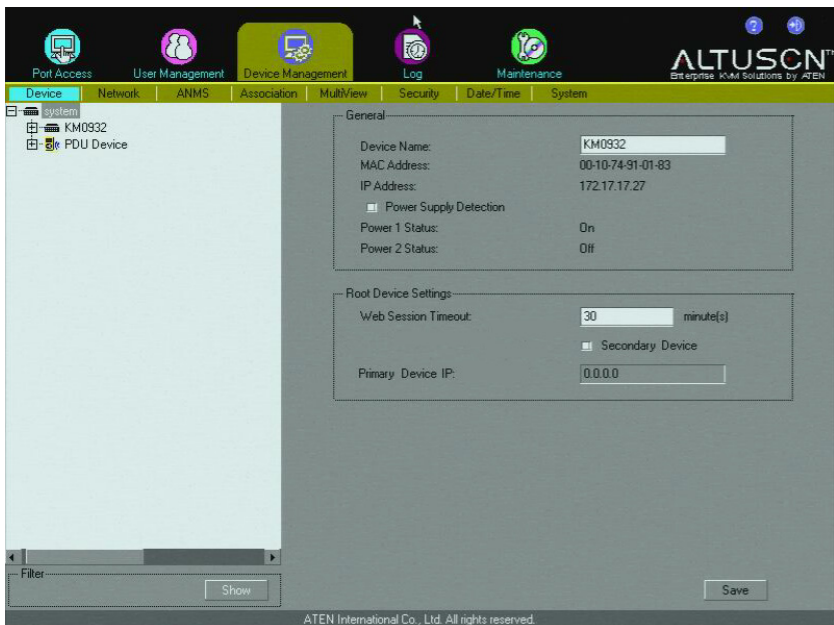 Port Access
User Management
Device Management
Log
Maintenance
ALTUSCN™
Enterprise KVM Solutions by ATEN
Device
Network
ANMS
Association
MultiView
Security
Date/Time
System
system
KM0932
PDU Device
General
Device Name: KM0932
MAC Address: 00-10-74-91-01-83
IP Address: 172.17.17.27
Power Supply Detection
Power 1 Status: On
Power 2 Status: Off
Root Device Settings
Web Session Timeout: 30 minute(s)
Secondary Device
Primary Device IP: 0.0.0.0
Filter
Show
Save
ATEN International Co., Ltd. All rights reserved.